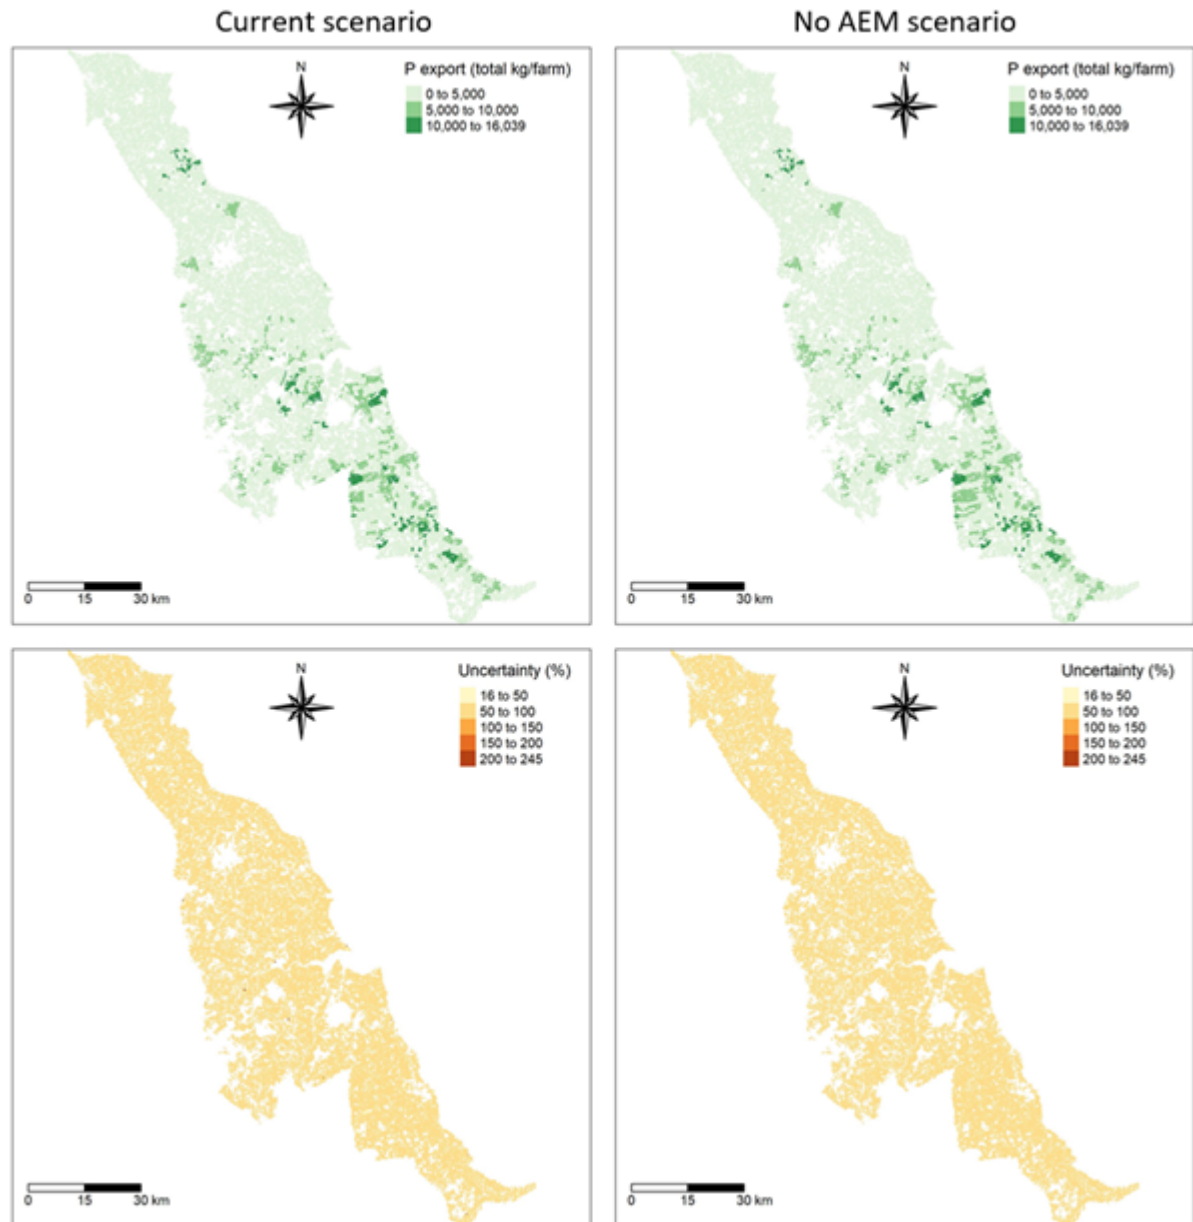 Current scenario
No AEM scenario
N
P export (total kg/farm)
0 to 5,000
5,000 to 10,000
10,000 to 16,039
0 15 30 km
N
P export (total kg/farm)
0 to 5,000
5,000 to 10,000
10,000 to 16,039
0 15 30 km
N
Uncertainty (%)
16 to 50
50 to 100
100 to 150
150 to 200
200 to 245
0 15 30 km
N
Uncertainty (%)
16 to 50
50 to 100
100 to 150
150 to 200
200 to 245
0 15 30 km